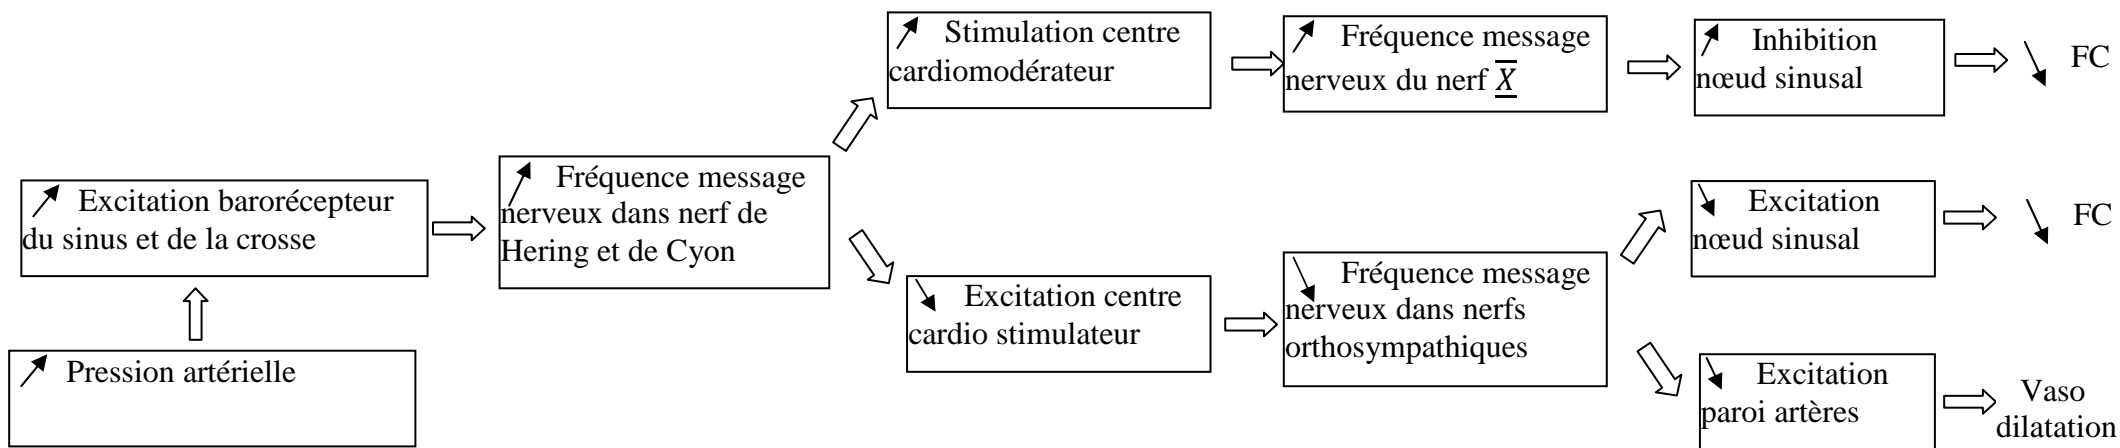 ↗ Pression artérielle
↗ Excitation barorécepteur
du sinus et de la crosse
↗ Fréquence message
nerveux dans nerf de
Hering et de Cyon
↗ Stimulation centre
cardiomodérateur
↗ Fréquence message
nerveux du nerf X
↗ Inhibition
nœud sinusal
↘ FC
↘ Excitation centre
cardio stimulateur
↘ Fréquence message
nerveux dans nerfs
orthosympathiques
↘ Excitation
nœud sinusal
↘ FC
↘ Excitation
paroi artères
Vaso
dilatation